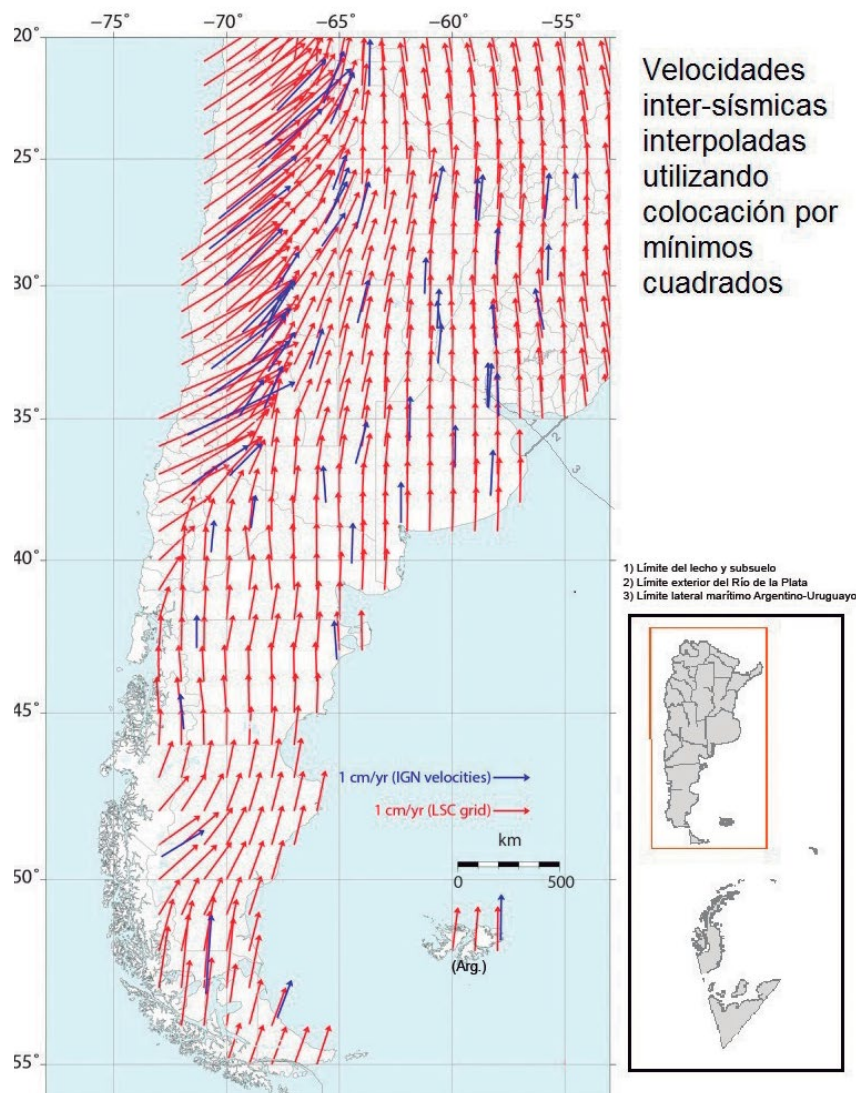 −75° −70° −65° −60° −55°
20°
25°
30°
35°
40°
45°
50°
55°
Velocidades
inter-sísmicas
interpoladas
utilizando
colocación por
mínimos
cuadrados
1
2
3
1) Límite del lecho y subsuelo
2) Límite exterior del Río de la Plata
3) Límite lateral marítimo Argentino-Uruguayo
1 cm/yr (IGN velocities)
1 cm/yr (LSC grid)
km
0 500
(Arg.)